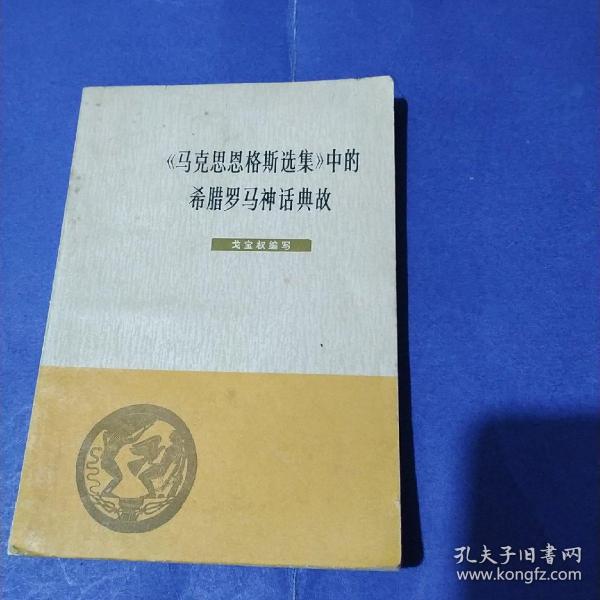 《马克思恩格斯选集》中的
希腊罗马神话典故
戈宝权编写
孔夫子旧书网
www.kongfz.com